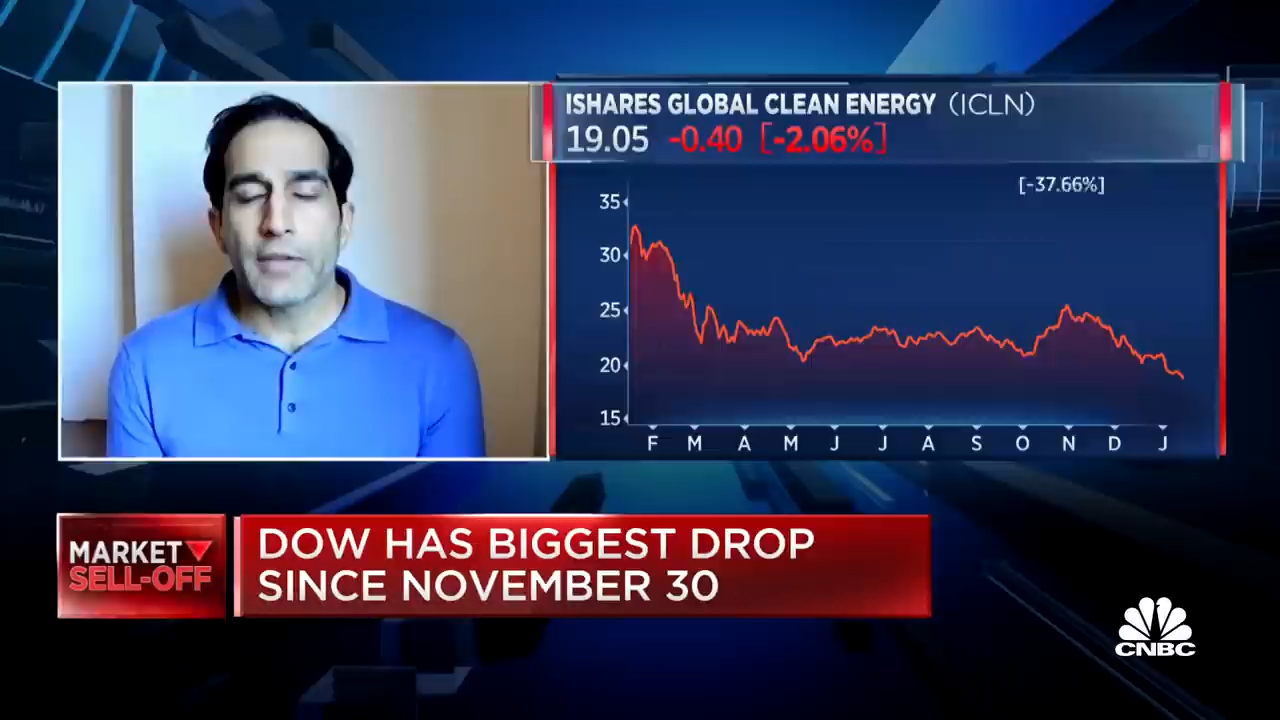 ISHARES GLOBAL CLEAN ENERGY (ICLN)
19.05 -0.40 [-2.06%]
[-37.66%]
35
30
25
20
15
F M A M J J A S O N D J
MARKET
SELL-OFF
DOW HAS BIGGEST DROP
SINCE NOVEMBER 30
CNBC